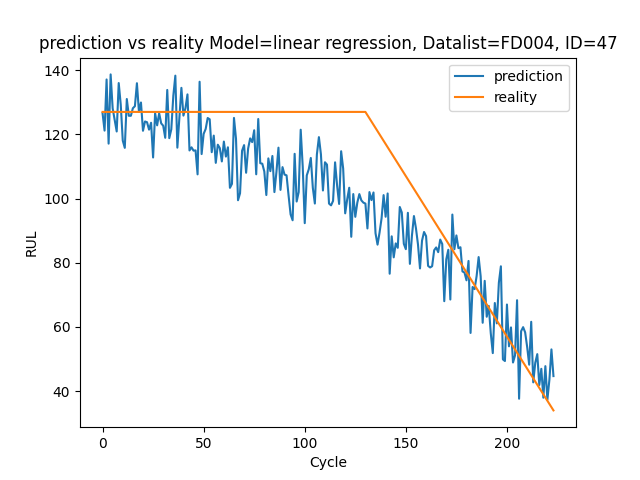 prediction vs reality Model=linear regression, Datalist=FD004, ID=47
prediction
reality
RUL
140
120
100
80
60
40
0
50
100
150
200
Cycle